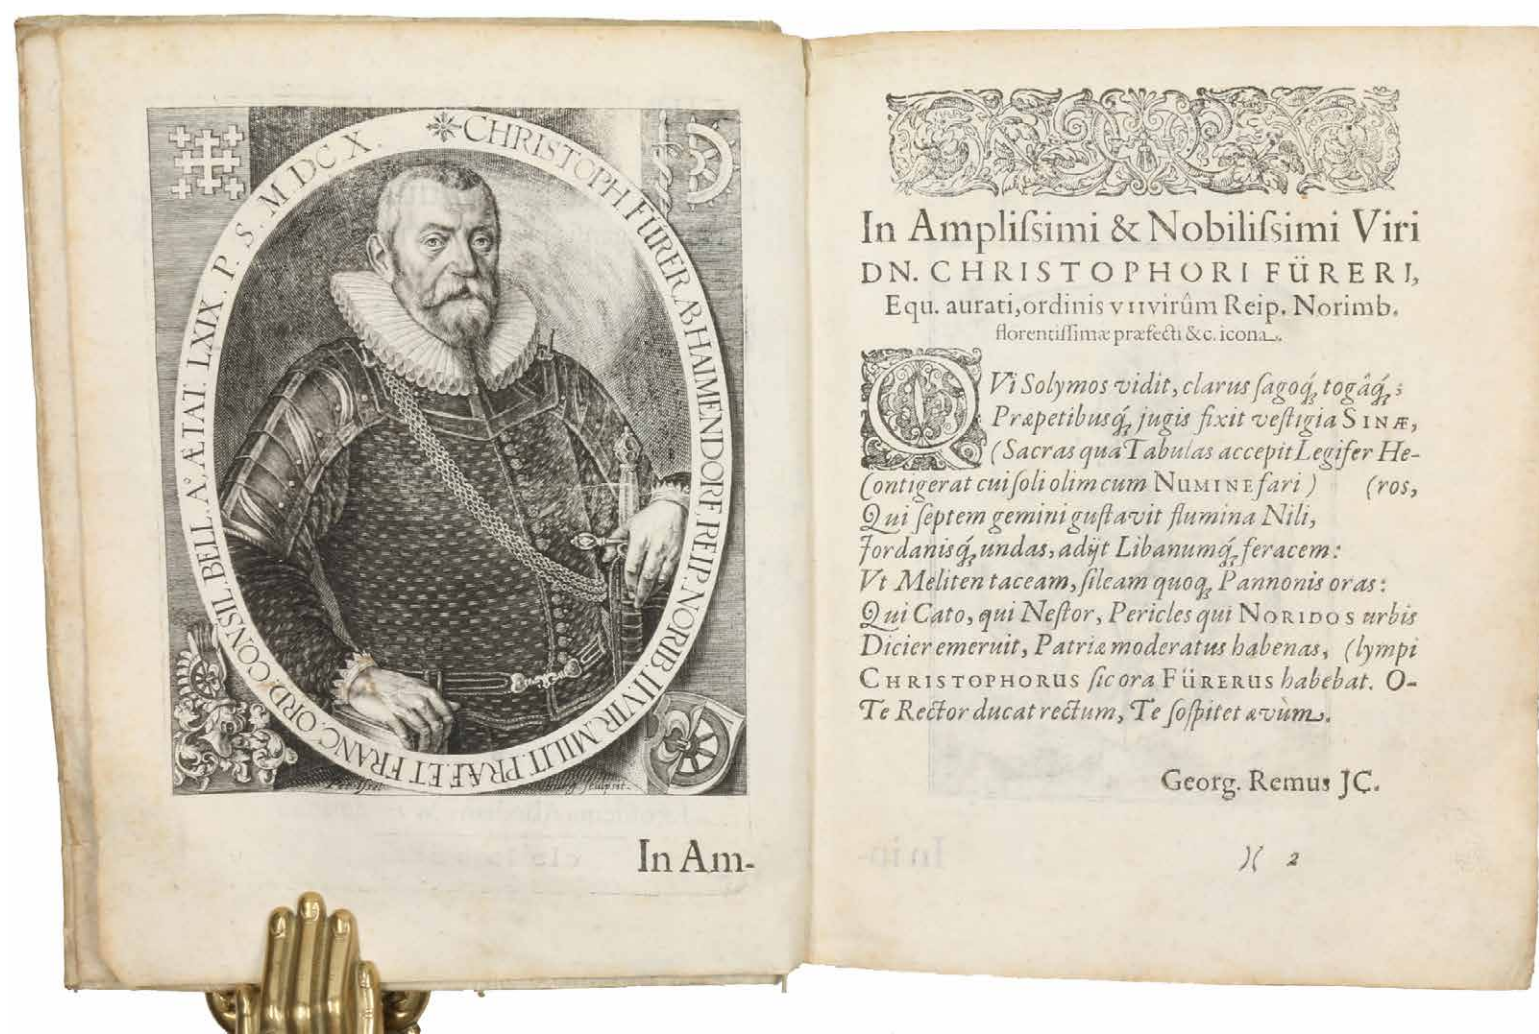 CHRISTOPH FÜRER AB HAIMENDORF. REIP. NORIB. II. VIR. MILIT. PRÆF. ET FRANC. ORD. CONSIL. BELL. Aº. ÆTAT. LXIX. P. P. S. M DC X.
sculpsit.
In Am-
In Ampliſsimi & Nobiliſsimi Viri
DN. CHRISTOPHORI FÜRERI,
Equ. aurati, ordinis VIIvirûm Reip. Norimb.
florentiſſimæ præfecti &c. icona.
QVi Solymos vidit, clarus ſagoq́; togâq́;;
Præpetibusq́; jugis fixit veſtigia SINÆ,
(Sacras qua Tabulas accepit Legifer He-
Contigerat cui ſoli olim cum NUMINE fari) (ros,
Qui ſeptem gemini guſtavit flumina Nili,
Jordanisq́; undas, adijt Libanumq́; feracem:
Vt Meliten taceam, ſileam quoq; Pannonis oras:
Qui Cato, qui Neſtor, Pericles qui NORIDOS urbis
Dicier emeruit, Patriæ moderatus habenas, (lympi
CHRISTOPHORUS ſic ora FÜRERUS habebat. O-
Te Rector ducat rectum, Te ſoſpitet ævùm.
Georg. Remus JC.
)( 2